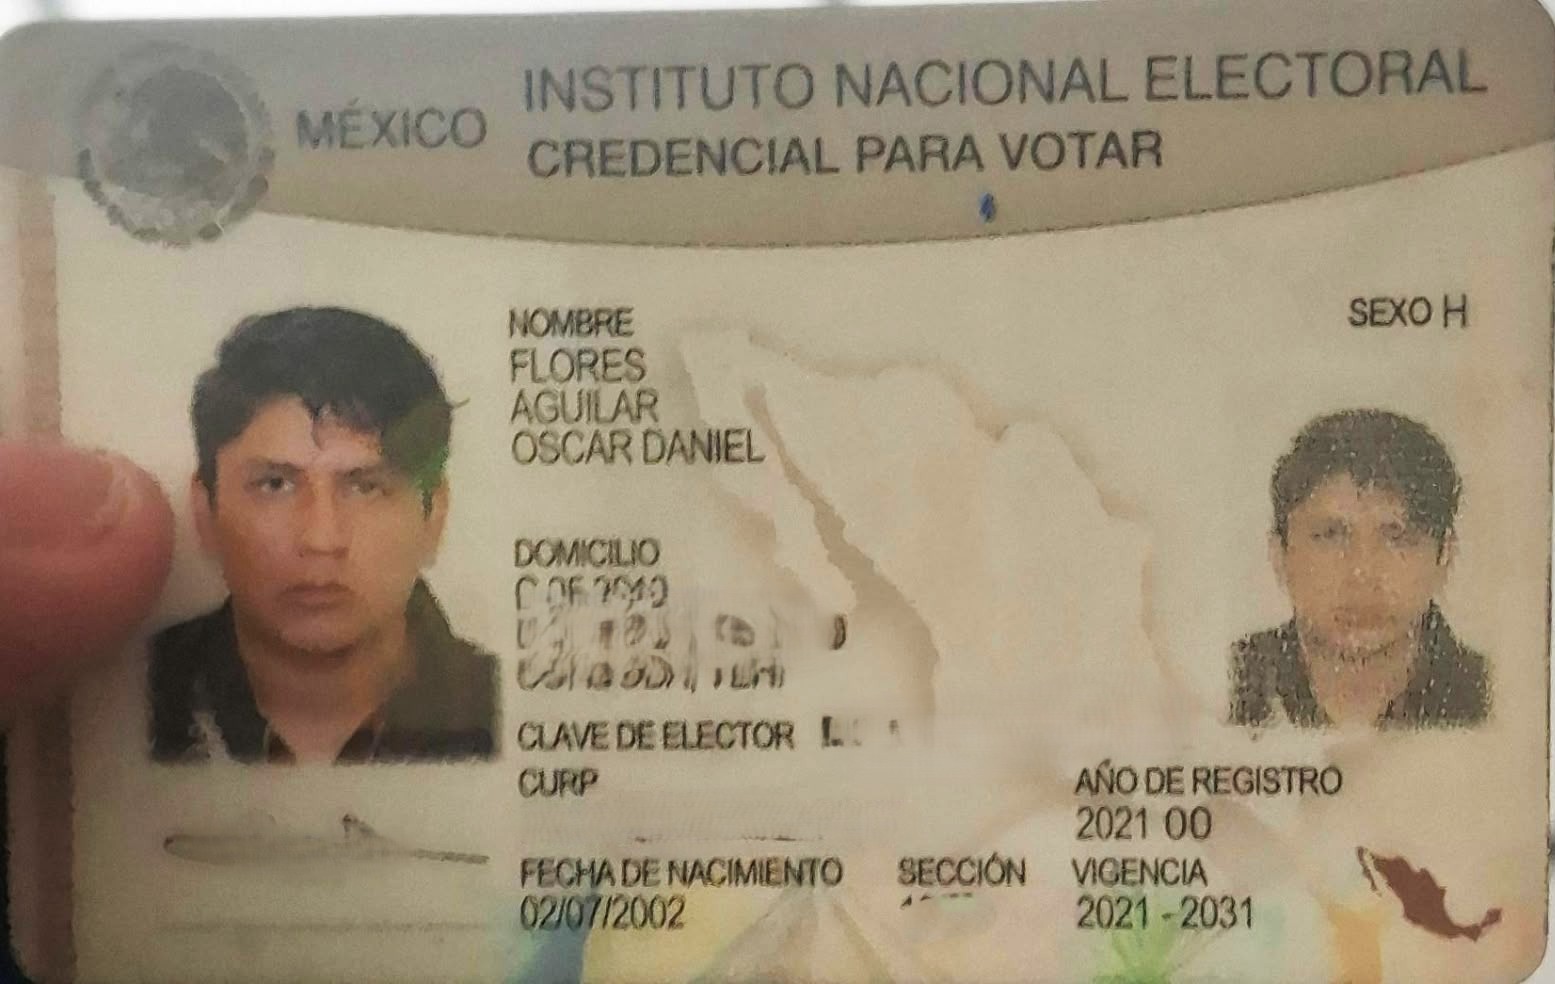 MÉXICO
INSTITUTO NACIONAL ELECTORAL
CREDENCIAL PARA VOTAR
NOMBRE
FLORES
AGUILAR
OSCAR DANIEL
SEXO H
DOMICILIO
CLAVE DE ELECTOR
CURP
AÑO DE REGISTRO
2021 00
FECHA DE NACIMIENTO
02/07/2002
SECCIÓN
VIGENCIA
2021 - 2031